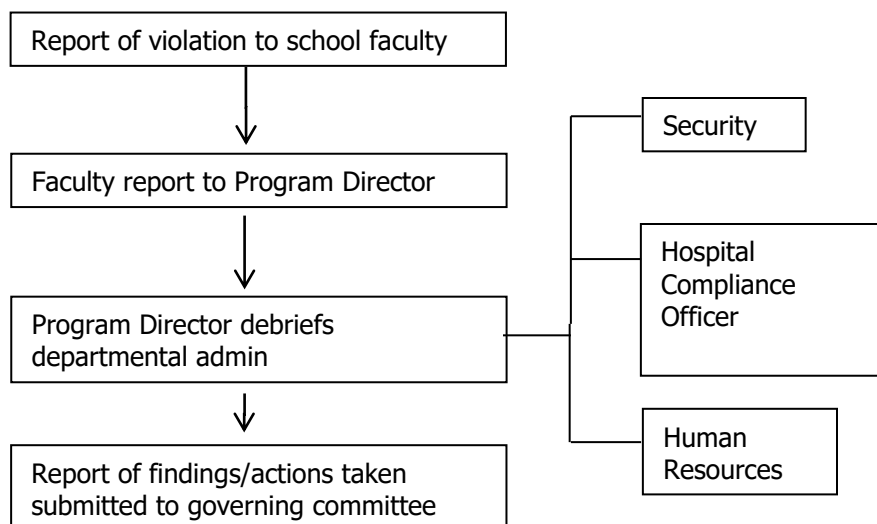 Report of violation to school faculty
Faculty report to Program Director
Program Director debriefs
departmental admin
Report of findings/actions taken
submitted to governing committee
Security
Hospital
Compliance
Officer
Human
Resources